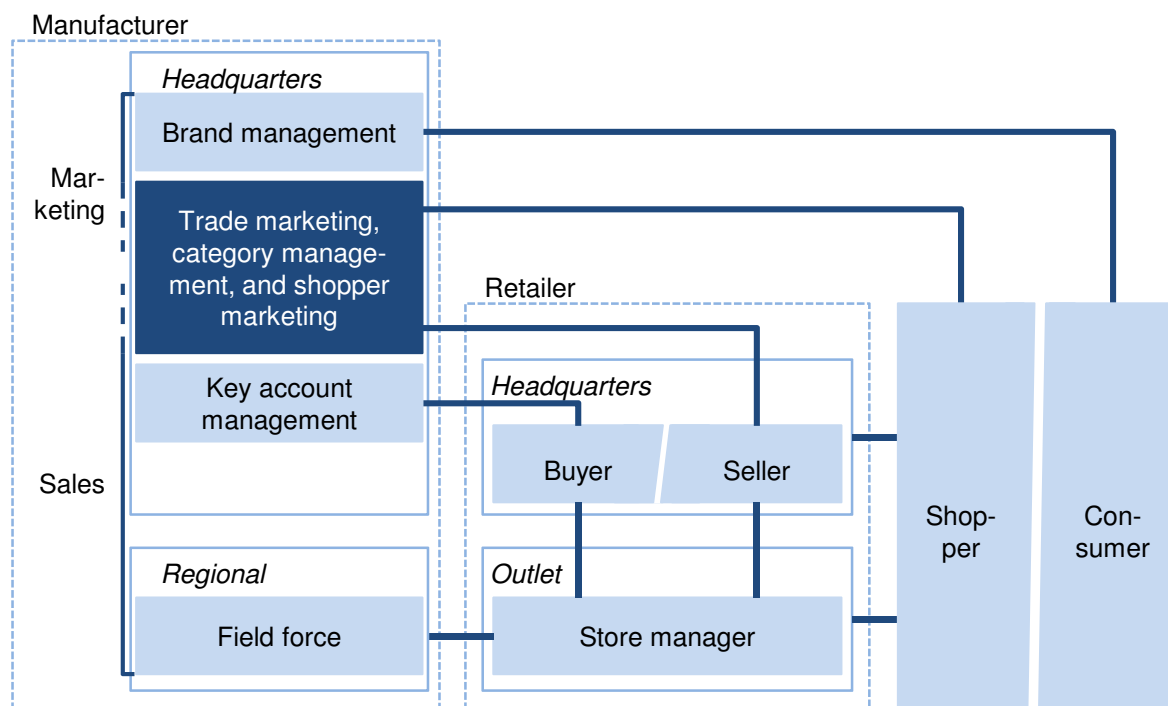 Manufacturer
Headquarters
Brand management
Mar-
keting
Trade marketing,
category manage-
ment, and shopper
marketing
Key account
management
Sales
Regional
Field force
Retailer
Headquarters
Buyer
Seller
Outlet
Store manager
Shop-
per
Con-
sumer